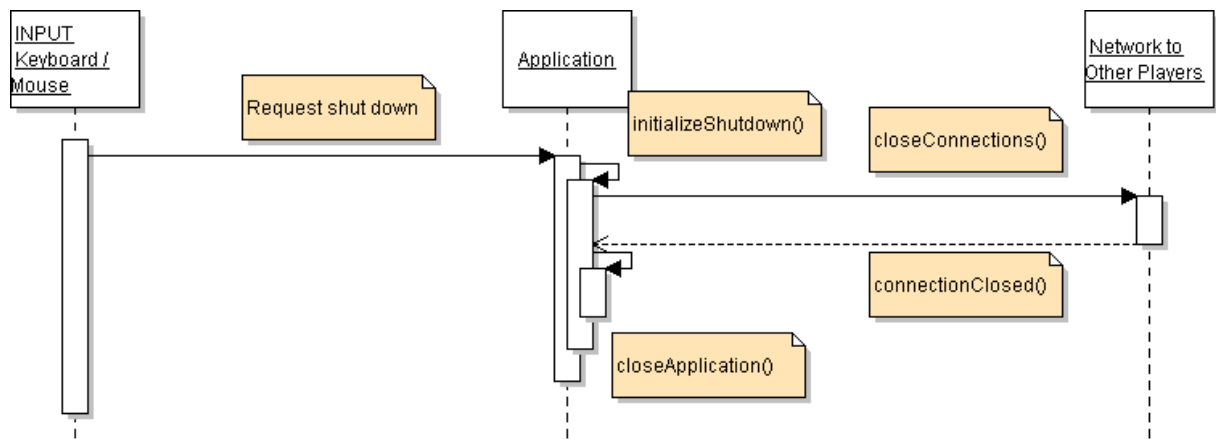 INPUT
Keyboard /
Mouse
Application
Network to
Other Players
Request shut down
initializeShutdown()
closeConnections()
connectionClosed()
closeApplication()